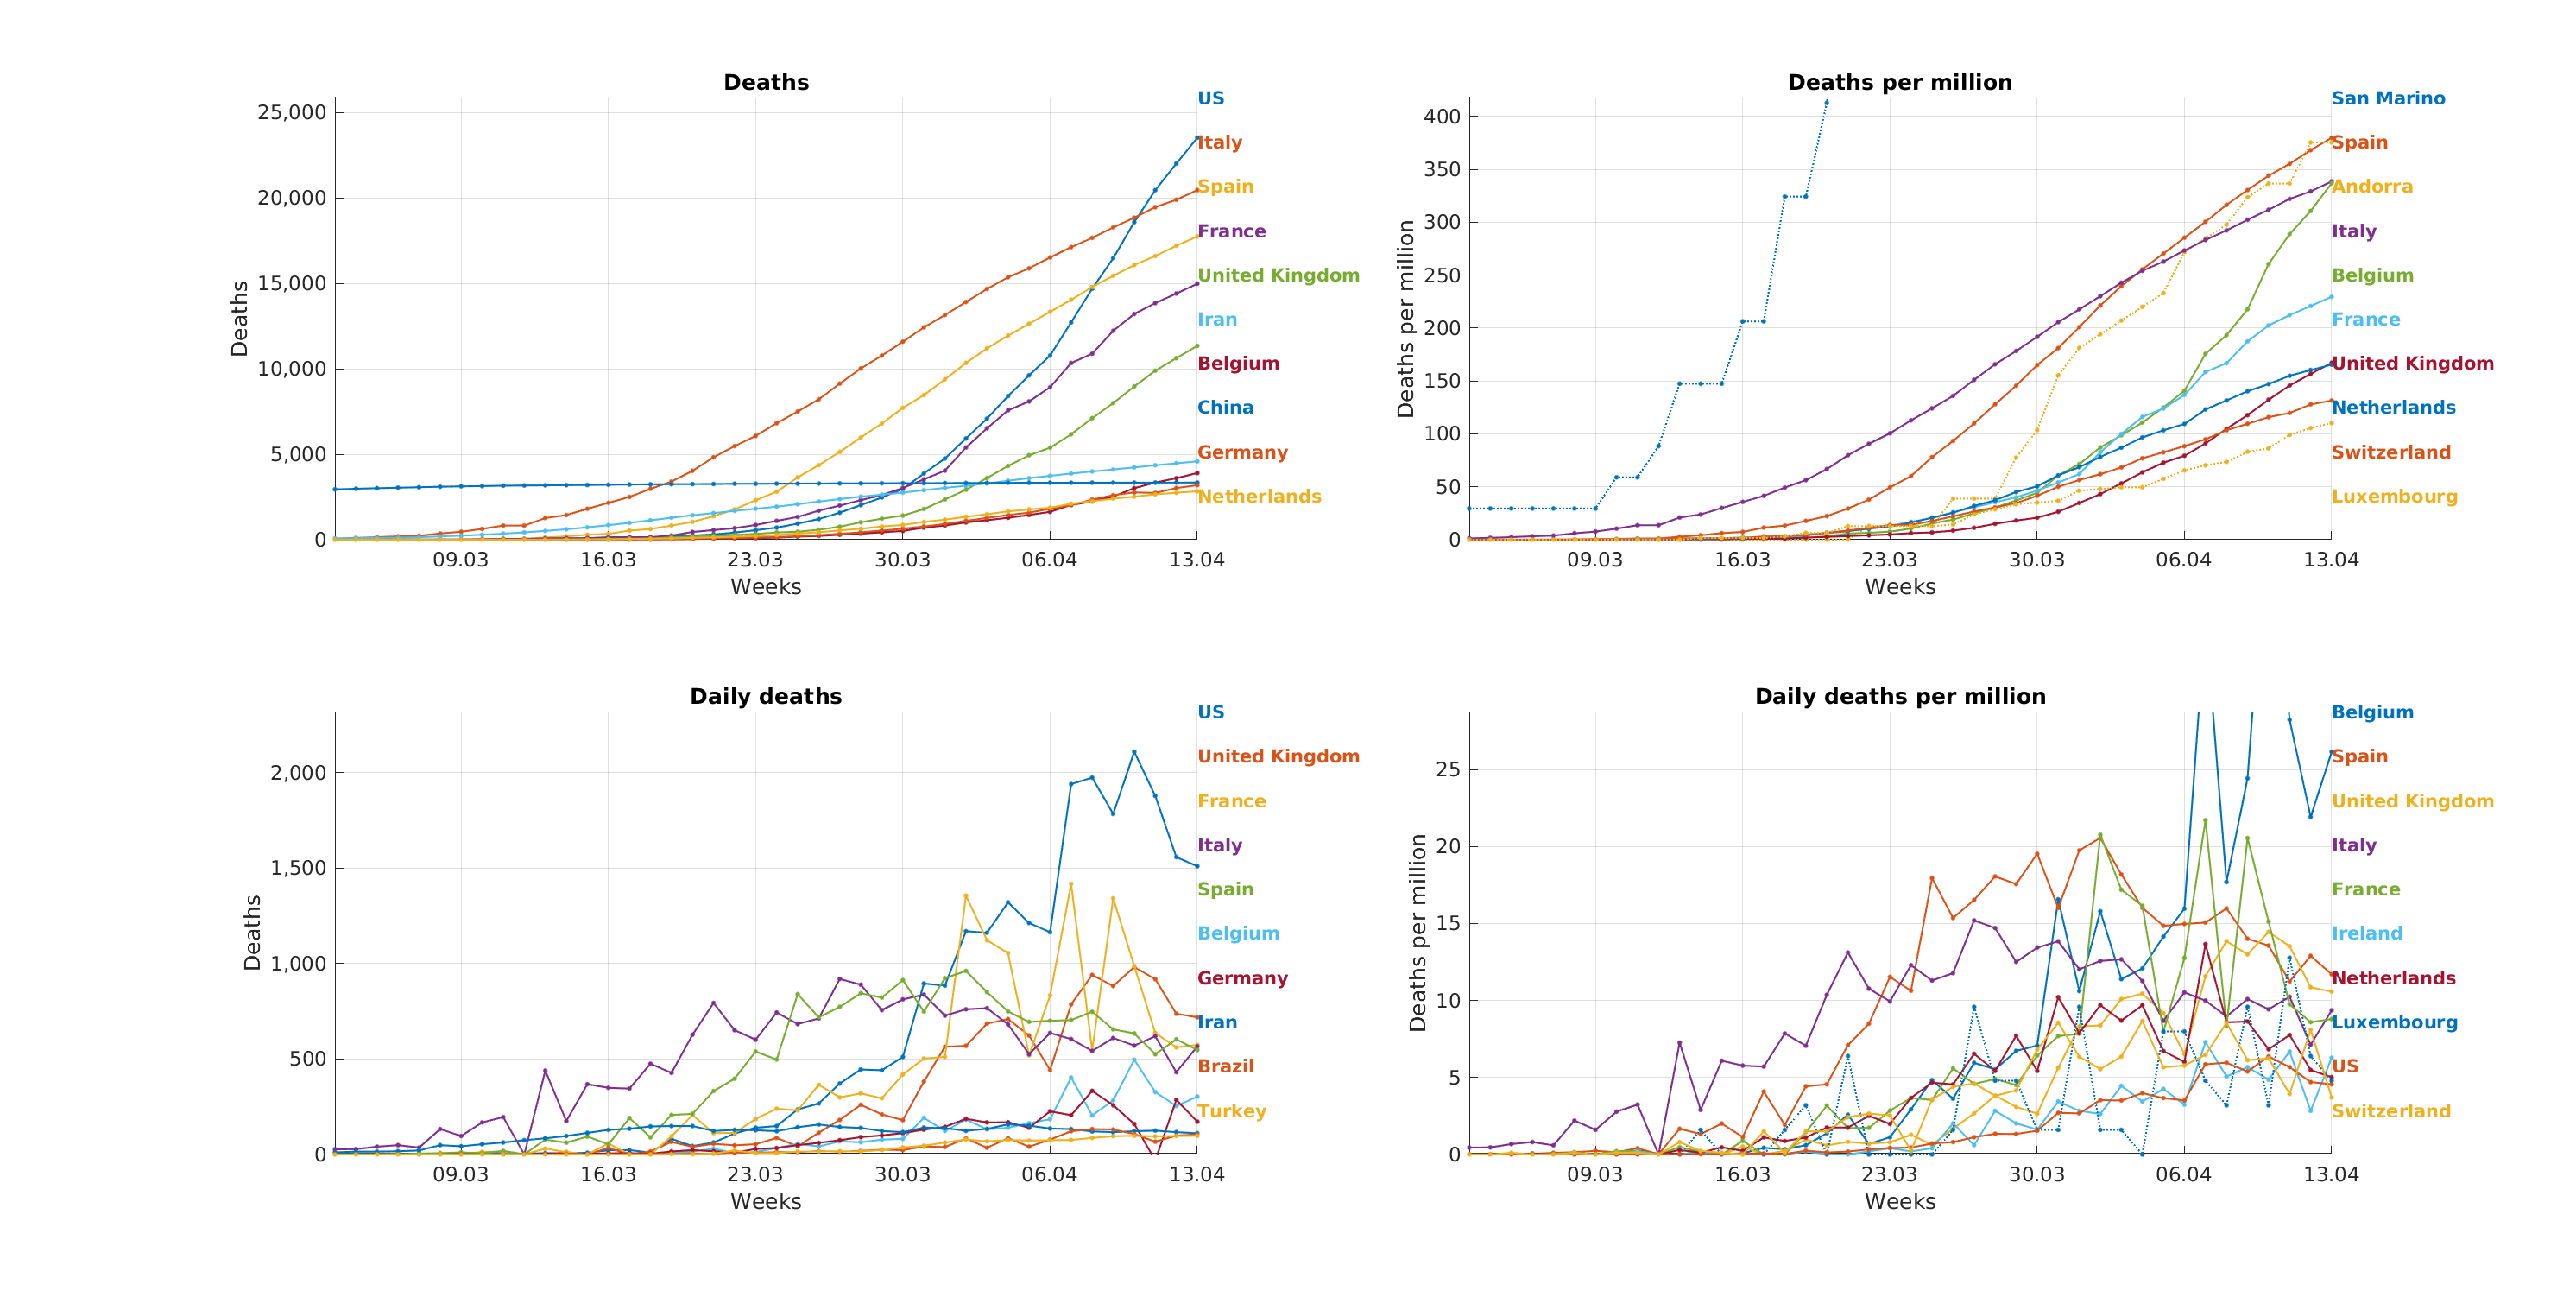 Deaths
25,000
20,000
15,000
10,000
5,000
0
Deaths
09.03 16.03 23.03 30.03 06.04 13.04
Weeks
US
Italy
Spain
France
United Kingdom
Iran
Belgium
China
Germany
Netherlands
Deaths per million
400
350
300
250
200
150
100
50
0
Deaths per million
09.03 16.03 23.03 30.03 06.04 13.04
Weeks
San Marino
Spain
Andorra
Italy
Belgium
France
United Kingdom
Netherlands
Switzerland
Luxembourg
Daily deaths
2,000
1,500
1,000
500
0
Deaths
09.03 16.03 23.03 30.03 06.04 13.04
Weeks
US
United Kingdom
France
Italy
Spain
Belgium
Germany
Iran
Brazil
Turkey
Daily deaths per million
25
20
15
10
5
0
Deaths per million
09.03 16.03 23.03 30.03 06.04 13.04
Weeks
Belgium
Spain
United Kingdom
Italy
France
Ireland
Netherlands
Luxembourg
US
Switzerland